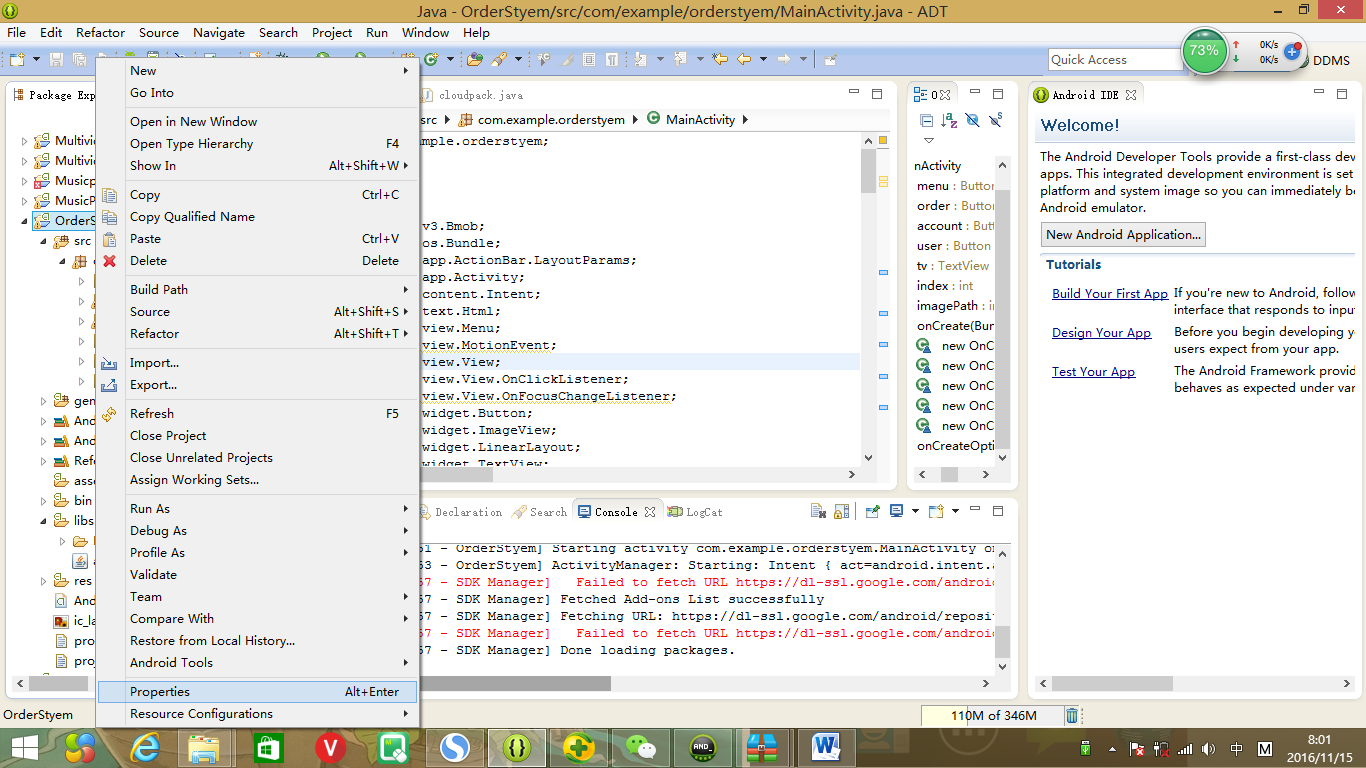 Java - OrderStyem/src/com/example/orderstyem/MainActivity.java - ADT
File Edit Refactor Source Navigate Search Project Run Window Help
Quick Access
73%
0K/s
0K/s
DDMS
Package Exp
Multivi
Multivi
Musicp
MusicP
OrderS
src
gen
And
And
Refe
asse
bin
libs
res
And
ic_la
proj
OrderStyem
New
Go Into
Open in New Window
Open Type Hierarchy F4
Show In Alt+Shift+W
Copy Ctrl+C
Copy Qualified Name
Paste Ctrl+V
Delete Delete
Build Path
Source Alt+Shift+S
Refactor Alt+Shift+T
Import...
Export...
Refresh F5
Close Project
Close Unrelated Projects
Assign Working Sets...
Run As
Debug As
Profile As
Validate
Team
Compare With
Restore from Local History...
Android Tools
Properties Alt+Enter
Resource Configurations
cloudpack.java
src com.example.orderstyem MainActivity
mple.orderstyem;
v3.Bmob;
os.Bundle;
app.ActionBar.LayoutParams;
app.Activity;
content.Intent;
text.Html;
view.Menu;
view.MotionEvent;
view.View;
view.View.OnClickListener;
view.View.OnFocusChangeListener;
widget.Button;
widget.ImageView;
widget.LinearLayout;
widget.TextView;
Declaration Search Console LogCat
51 - OrderStyem] Starting activity com.example.orderstyem.MainActivity on
53 - OrderStyem] ActivityManager: Starting: Intent { act=android.intent.a
57 - SDK Manager] Failed to fetch URL https://dl-ssl.google.com/androi
57 - SDK Manager] Fetched Add-ons List successfully
57 - SDK Manager] Fetching URL: https://dl-ssl.google.com/android/reposit
57 - SDK Manager] Failed to fetch URL https://dl-ssl.google.com/androi
57 - SDK Manager] Done loading packages.
nActivity
menu : Button
order : Button
account : Butt
user : Button
tv : TextView
index : int
imagePath : in
onCreate(Bun
new OnC
new OnC
new OnC
new OnC
new OnC
onCreateOpti
Android IDE
Welcome!
The Android Developer Tools provide a first-class dev
apps. This integrated development environment is set
platform and system image so you can immediately be
Android emulator.
New Android Application...
Tutorials
Build Your First App If you're new to Android, follow
interface that responds to input
Design Your App Before you begin developing y
users expect from your app.
Test Your App The Android Framework provid
behaves as expected under var
110M of 346M
中
M
8:01
2016/11/15